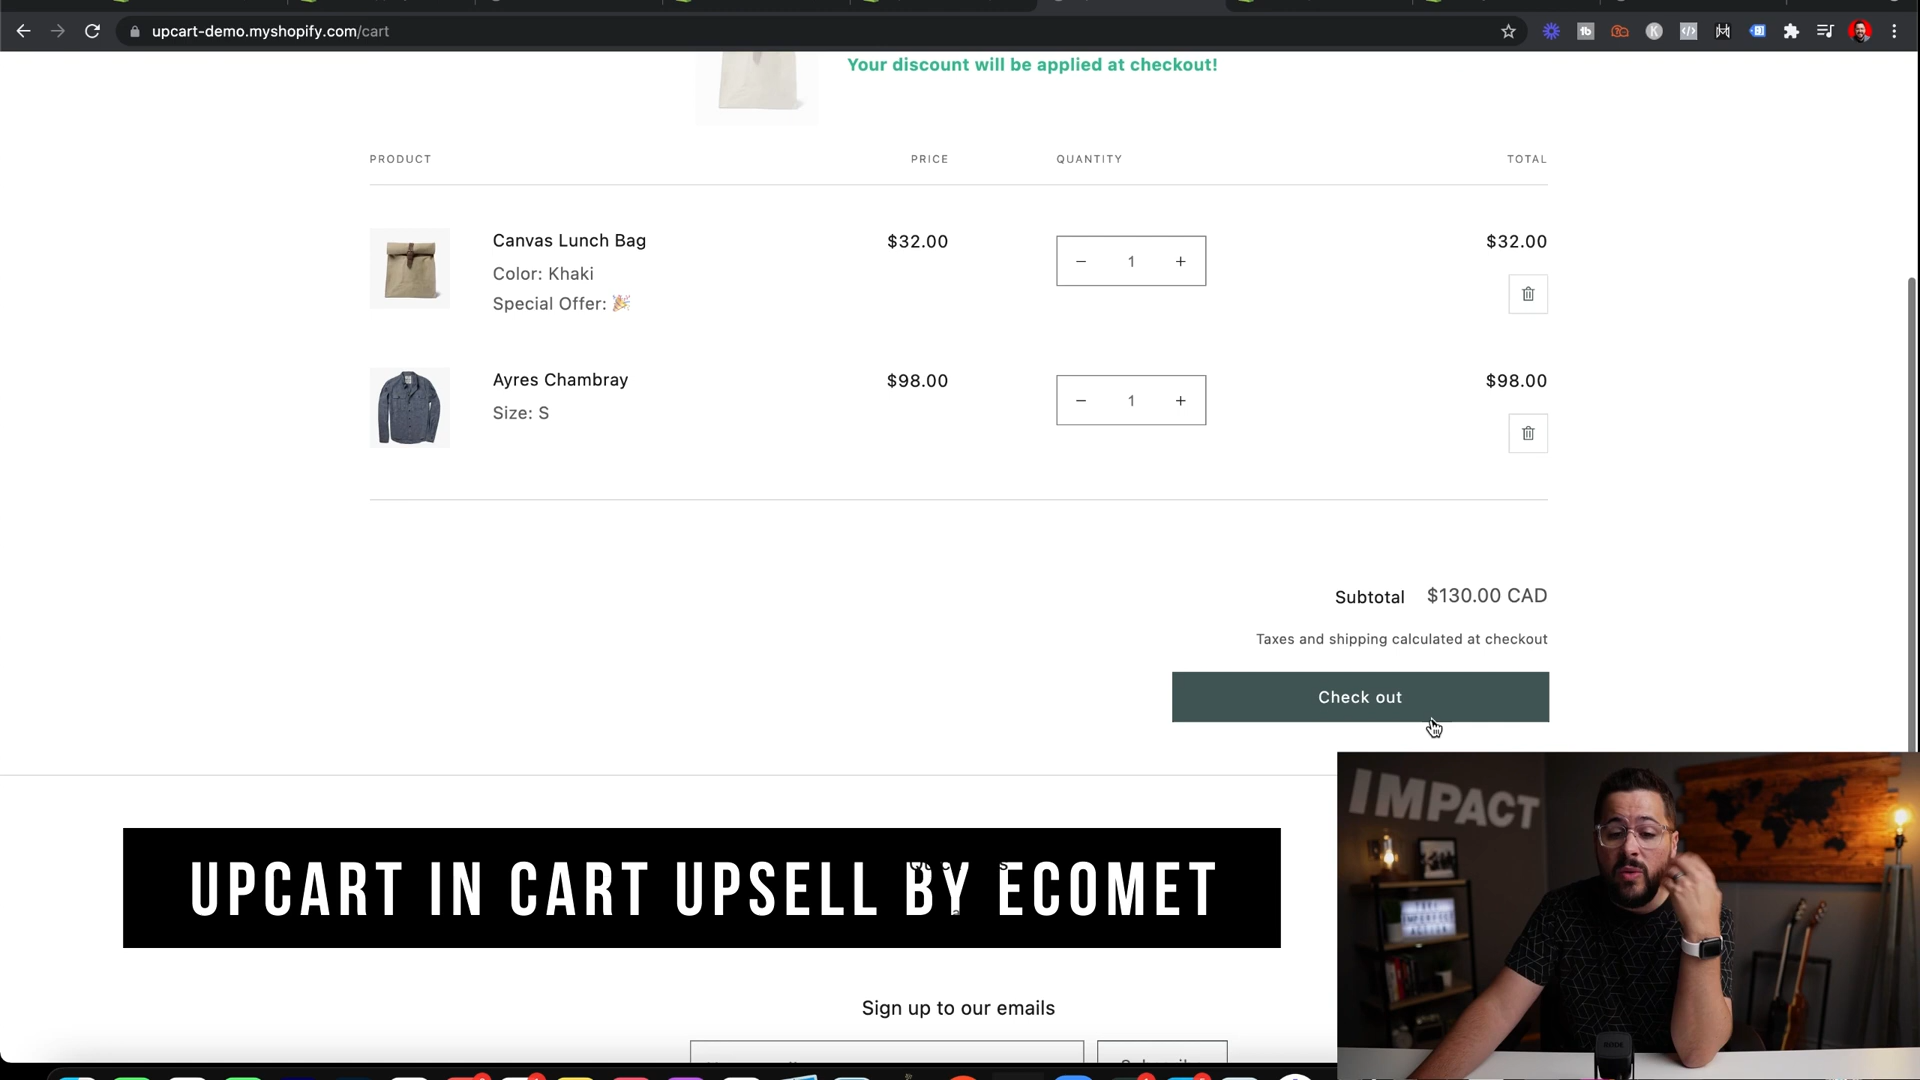 upcart-demo.myshopify.com/cart
Your discount will be applied at checkout!
PRODUCT PRICE QUANTITY TOTAL
Canvas Lunch Bag $32.00 − 1 + $32.00
Color: Khaki
Special Offer: 🎉
Ayres Chambray $98.00 − 1 + $98.00
Size: S
Subtotal $130.00 CAD
Taxes and shipping calculated at checkout
Check out
IMPACT
UPCART IN CART UPSELL BY ECOMET
Sign up to our emails